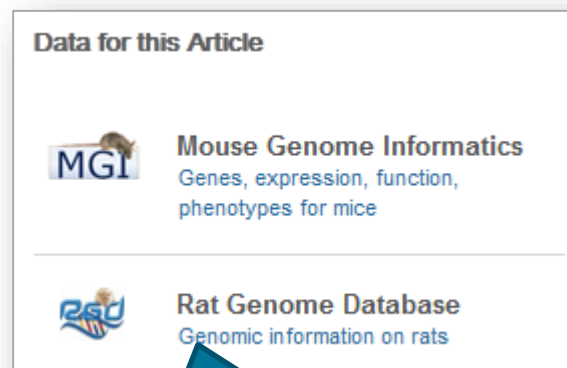 Data for this Article
MGI
Mouse Genome Informatics
Genes, expression, function,
phenotypes for mice
RGD
Rat Genome Database
Genomic information on rats